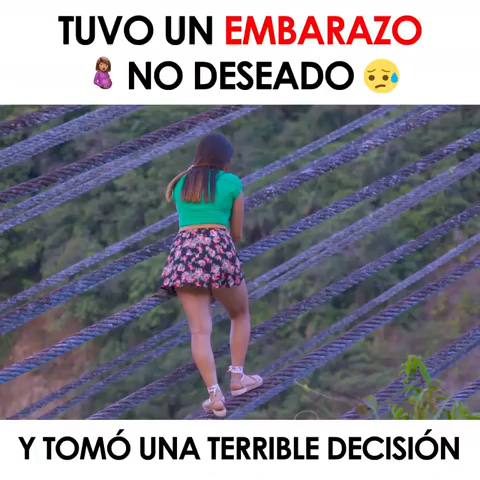 TUVO UN EMBARAZO
NO DESEADO
Y TOMÓ UNA TERRIBLE DECISIÓN